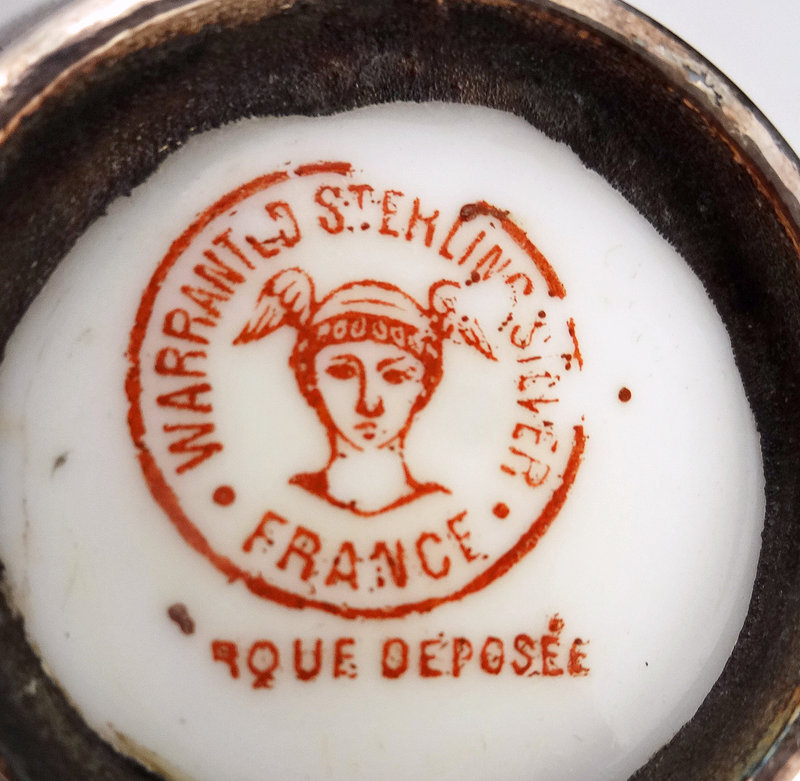 WARRANTED STERLING SILVER
FRANCE
RQUE DEPOSÉE